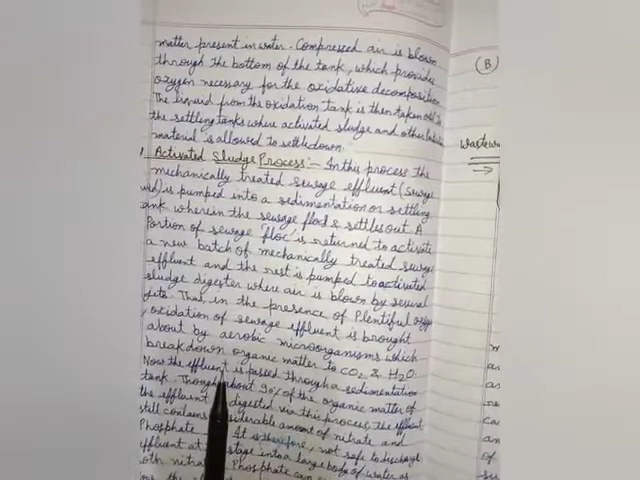 matter present in water. Compressed air is blown
through the bottom of the tank, which provides
oxygen necessary for the oxidative decomposition
The liquid from the oxidation tank is then taken
the settling tanks where activated sludge and other
material is allowed to settle down.
Activated Sludge Process:- In this process the
mechanically treated sewage effluent (sewage
is pumped into a sedimentation or settling
tank wherein the sewage flocs & settles out. A
Portion of sewage floc is returned to activate
a new batch of mechanically treated sewage
effluent and the rest is pumped to activated
sludge digester where air is blown by several
jets. Thus in the presence of Plentiful
oxidation of sewage effluent is brought
about by aerobic microorganisms which
breakdown organic matter to CO2 & H2O.
Now the effluent is passed through a sedimentation
tank. Though about 90% of the organic matter of
the effluent digested via this process, the effluent
still contains amount of nitrate and
Phosphate It is therefore, not safe to discharge
effluent at stage into a large body of water as
Phosphate can
B